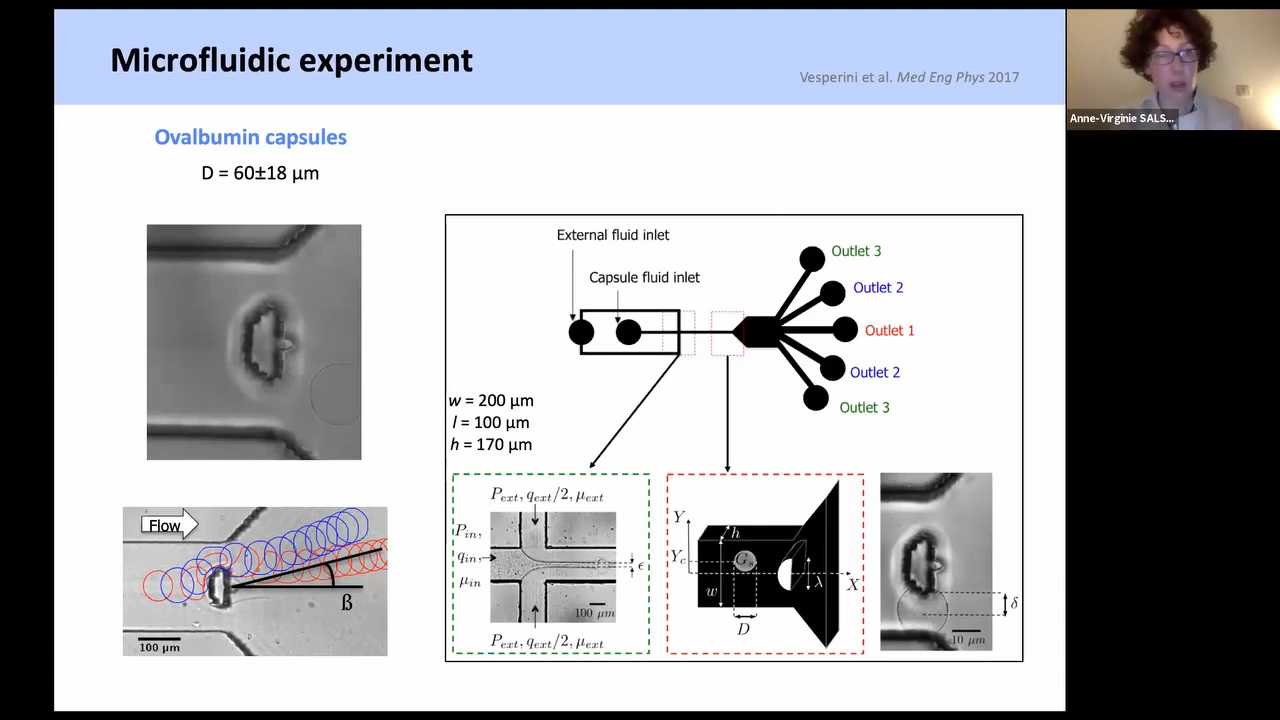 Microfluidic experiment
Vesperini et al. Med Eng Phys 2017
Anne-Virginie SALS...
Ovalbumin capsules
D = 60±18 µm
External fluid inlet
Capsule fluid inlet
Outlet 3
Outlet 2
Outlet 1
Outlet 2
Outlet 3
w = 200 µm
l = 100 µm
h = 170 µm
Flow
ß
100 µm
P_ext, q_ext/2, µ_ext
P_in,
q_in,
µ_in
ϵ
100 µm
P_ext, q_ext/2, µ_ext
Y
h
Y_c
G_s
w
λ
X
D
δ
10 µm